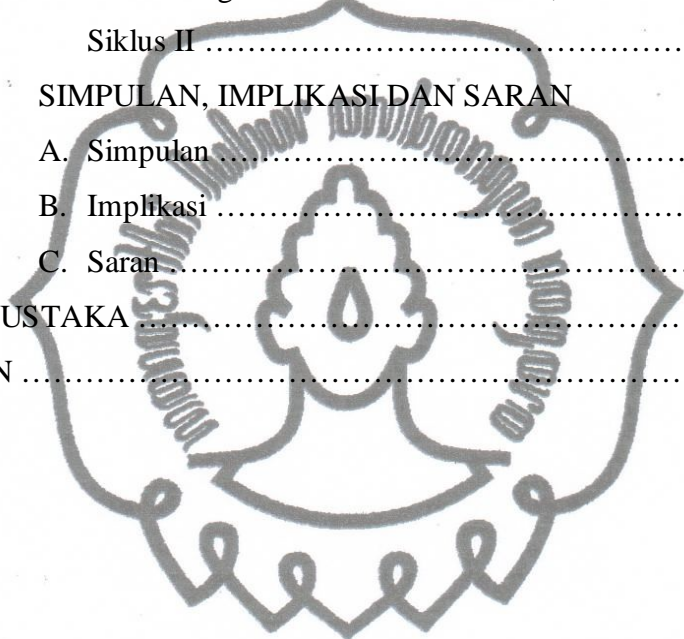 Siklus II ……………………………………………
SIMPULAN, IMPLIKASI DAN SARAN
A. Simpulan ……………………………………………
B. Implikasi ……………………………………………
C. Saran ………………………………………………
USTAKA ………………………………………………
N ………………………………………………………